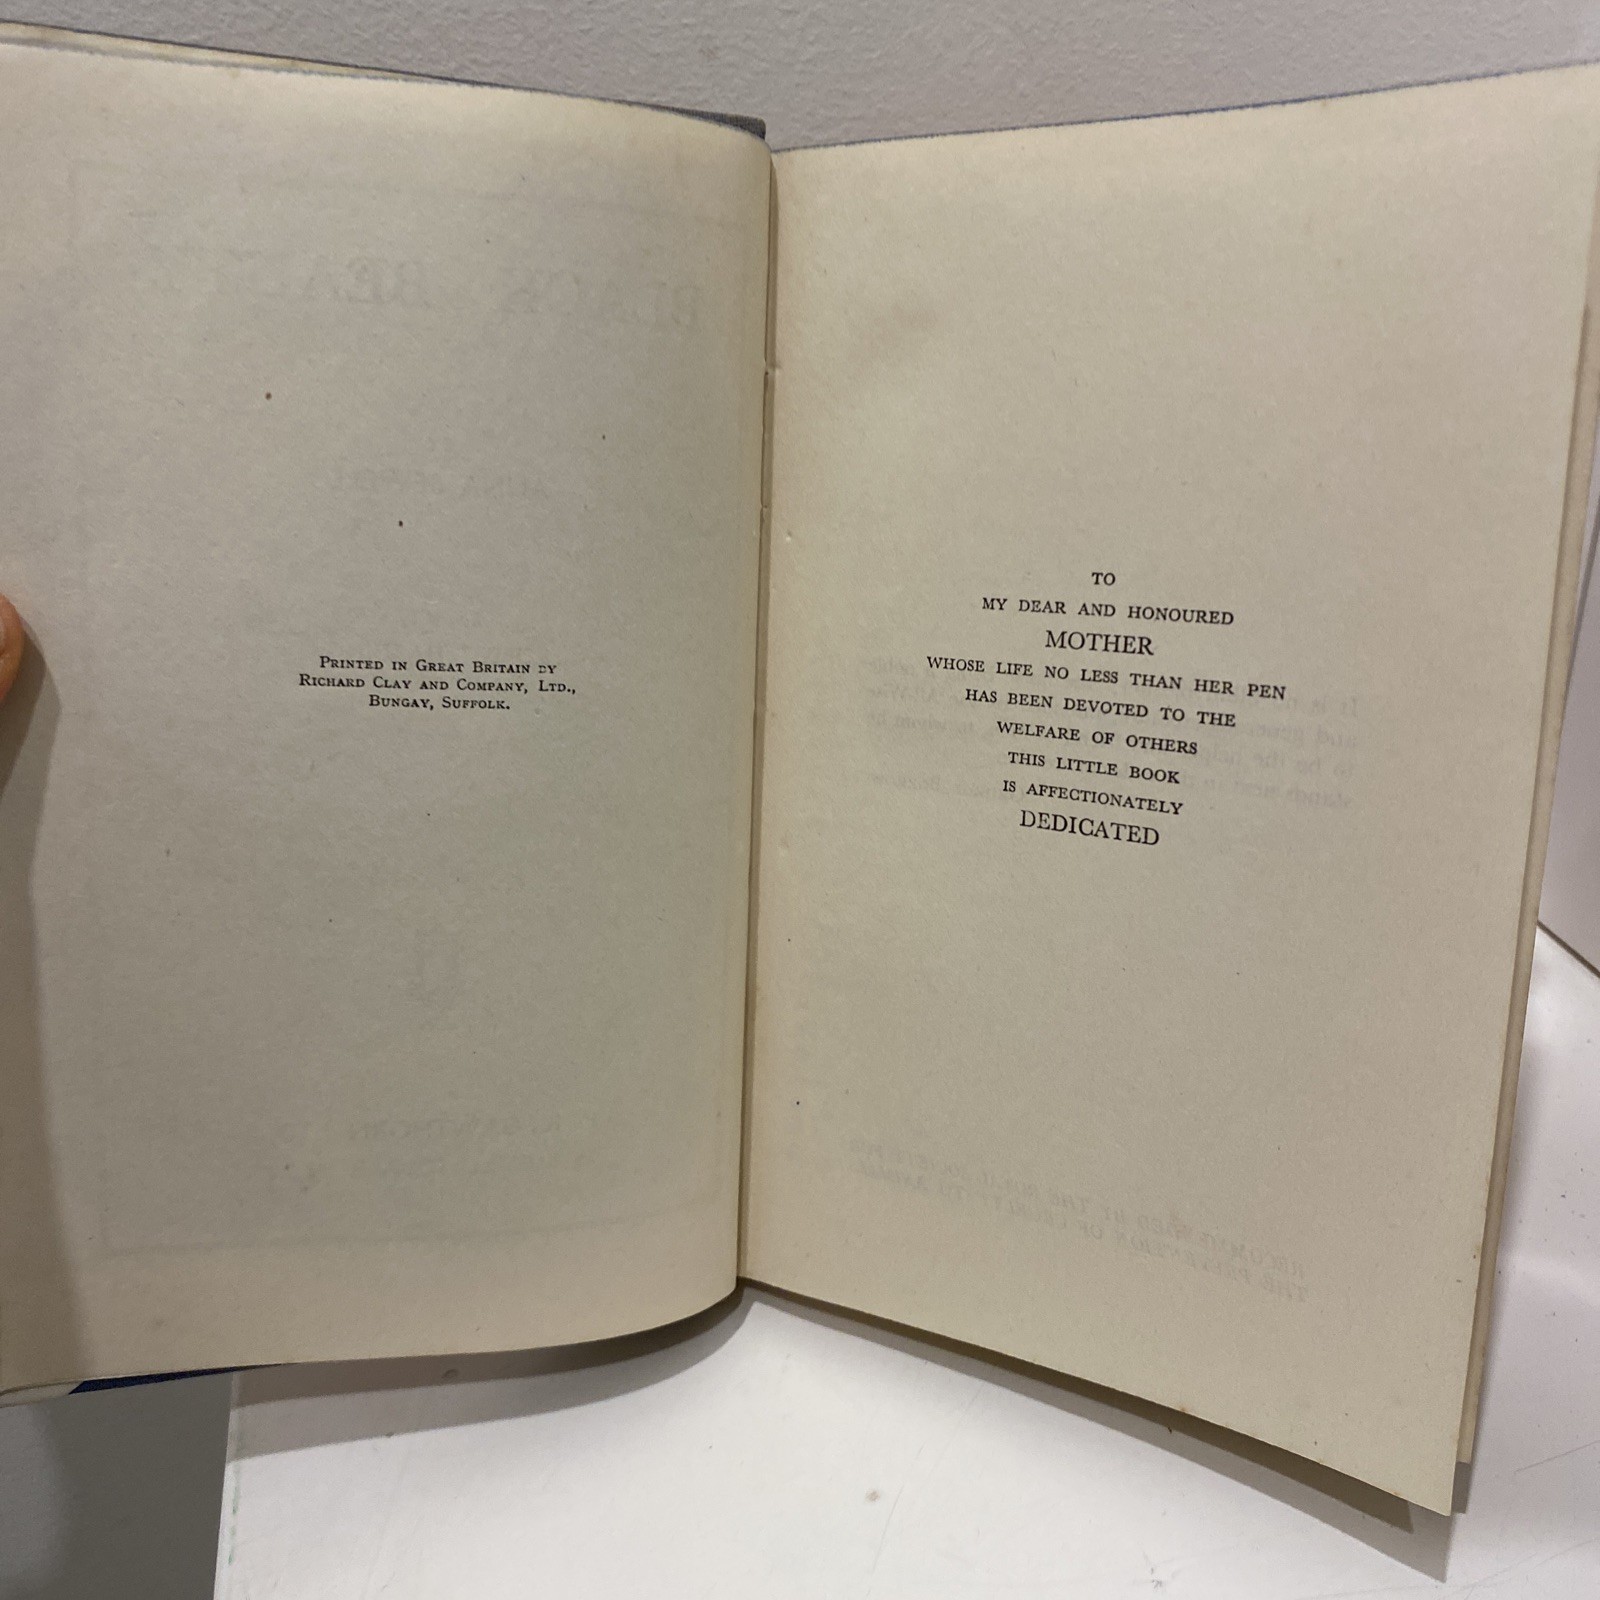 PRINTED IN GREAT BRITAIN BY
RICHARD CLAY AND COMPANY, LTD.,
BUNGAY, SUFFOLK.
TO
MY DEAR AND HONOURED
MOTHER
WHOSE LIFE NO LESS THAN HER PEN
HAS BEEN DEVOTED TO THE
WELFARE OF OTHERS
THIS LITTLE BOOK
IS AFFECTIONATELY
DEDICATED